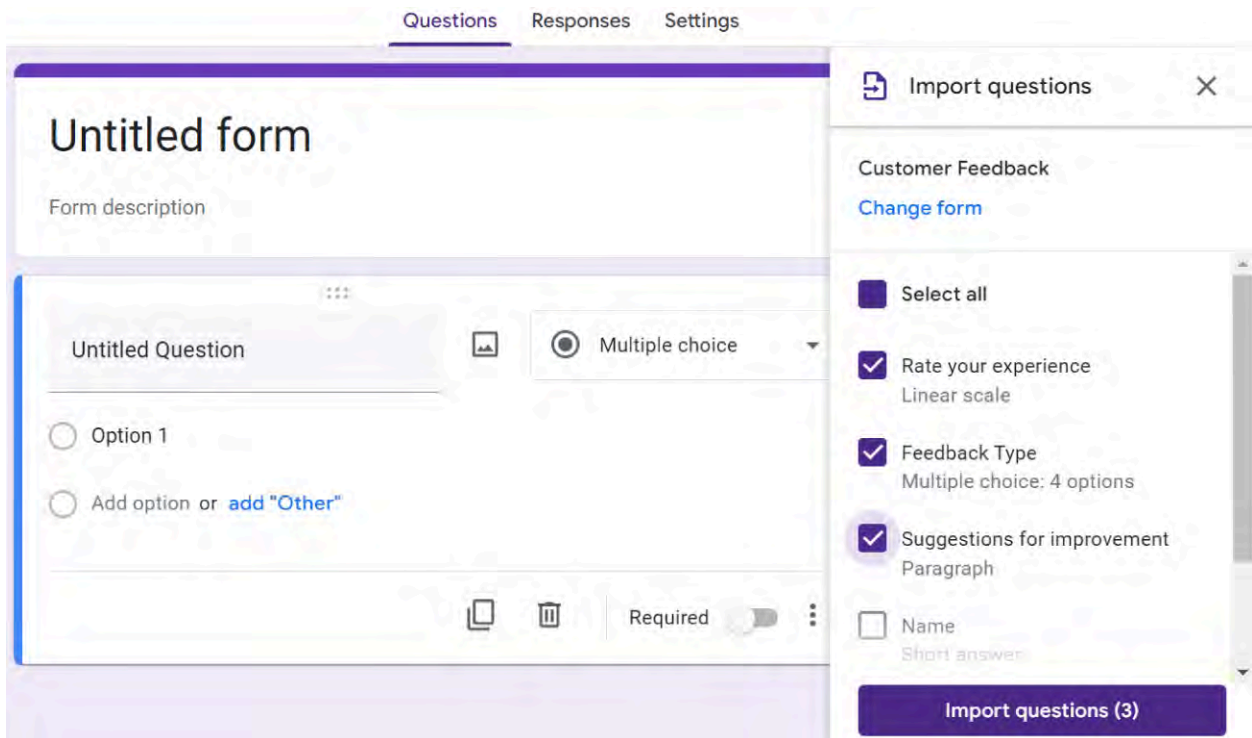 Questions Responses Settings
Untitled form
Form description
Untitled Question
Multiple choice
Option 1
Add option or add "Other"
Required
Import questions
Customer Feedback
Change form
Select all
Rate your experience
Linear scale
Feedback Type
Multiple choice: 4 options
Suggestions for improvement
Paragraph
Name
Short answer
Import questions (3)